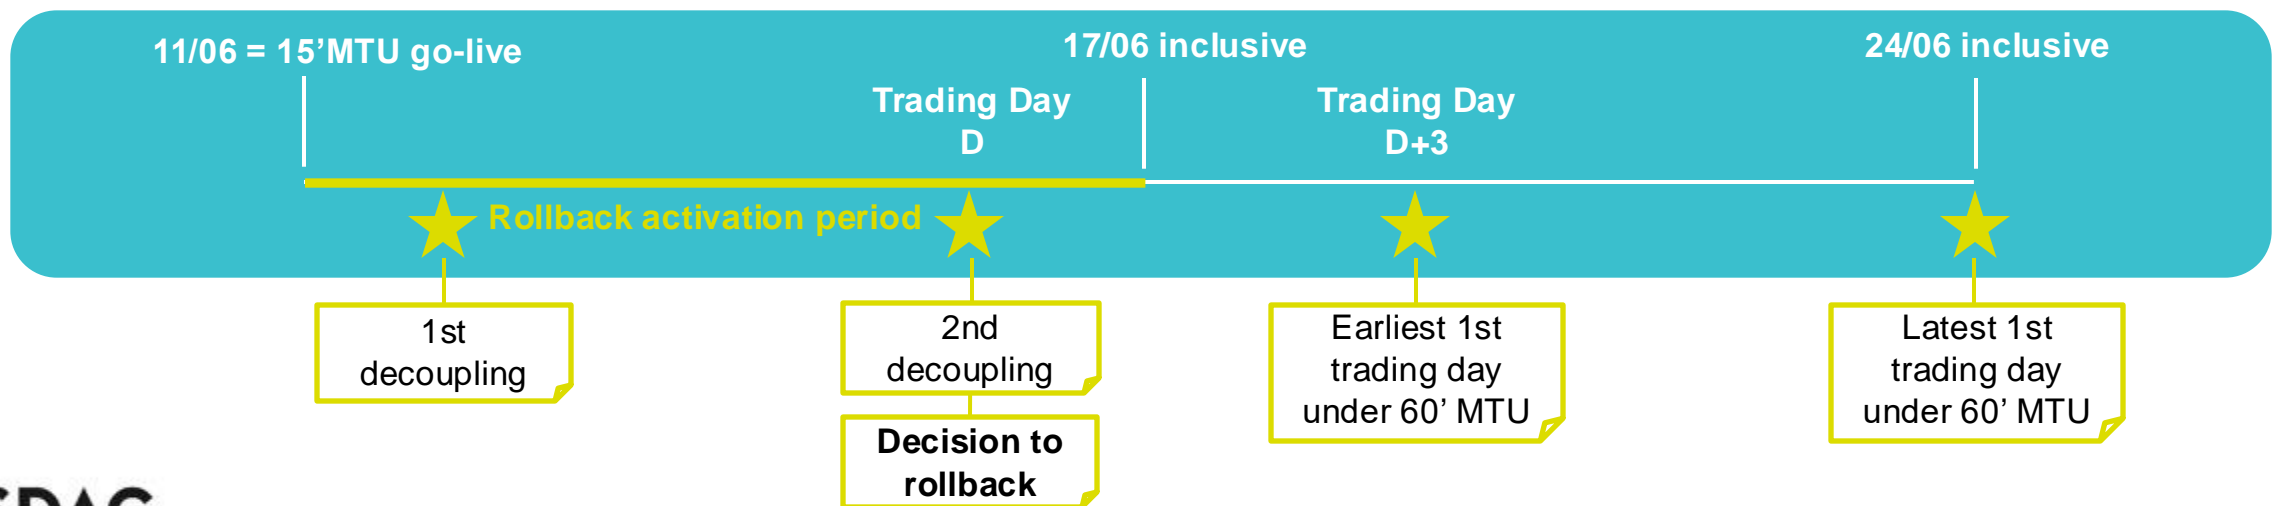 11/06 = 15’MTU go-live
17/06 inclusive
24/06 inclusive
Trading Day
D
Trading Day
D+3
Rollback activation period
1st
decoupling
2nd
decoupling
Decision to
rollback
Earliest 1st
trading day
under 60’ MTU
Latest 1st
trading day
under 60’ MTU